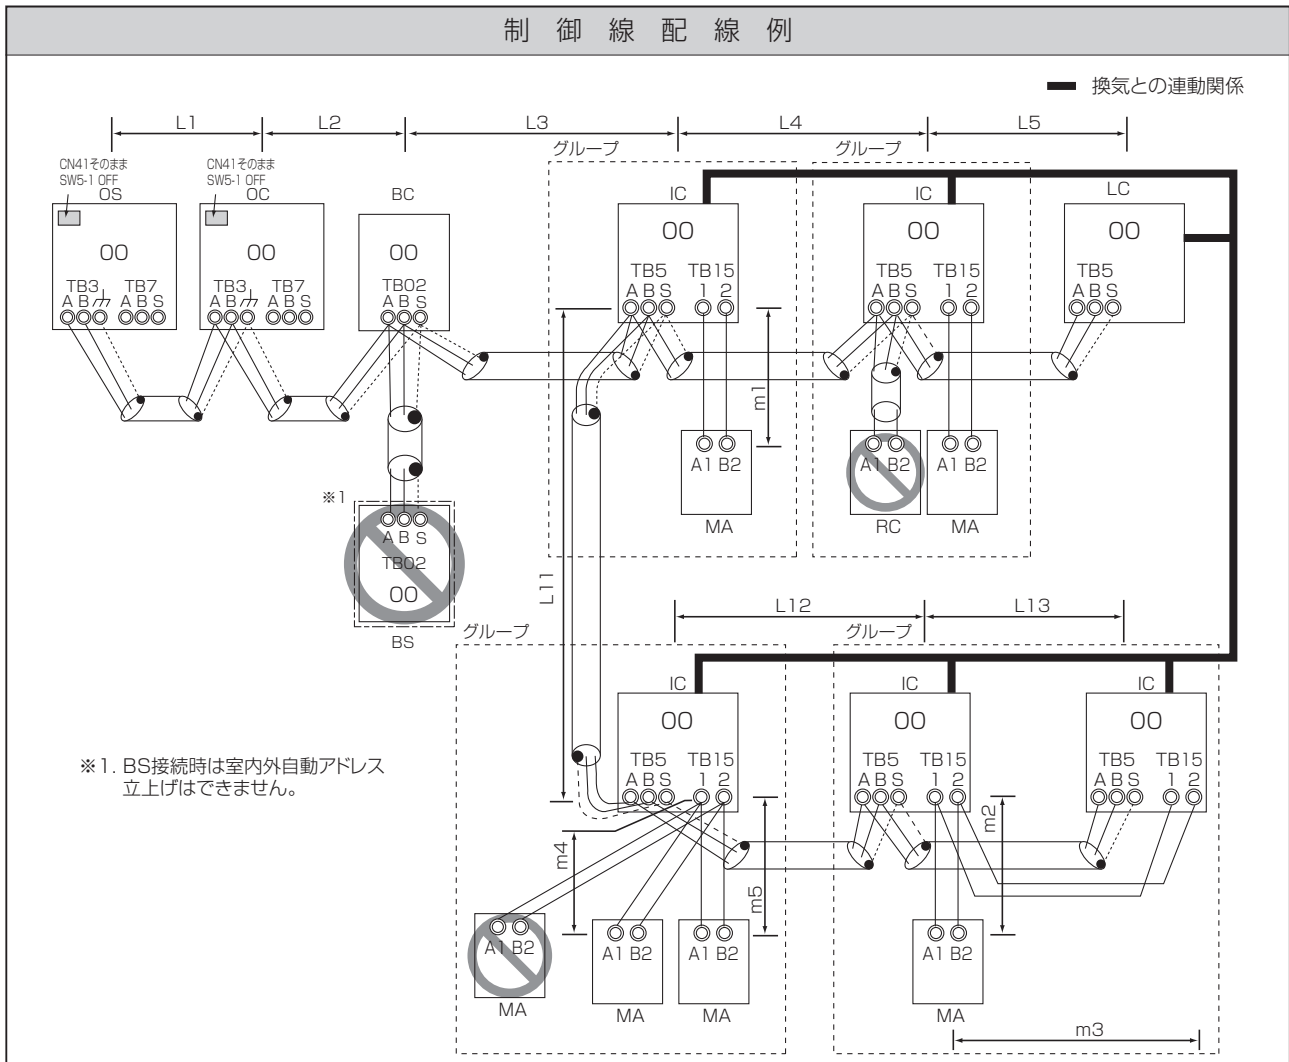 制御線配線例
換気との連動関係
L1
L2
L3
L4
L5
グループ
グループ
CN41そのまま
SW5-1 OFF
CN41そのまま
SW5-1 OFF
OS
OC
BC
IC
IC
LC
00
00
00
00
00
00
TB3
TB7
TB3
TB7
TB02
TB5
TB15
TB5
TB15
TB5
A B
A B S
A B
A B S
A B S
A B S
1 2
A B S
1 2
A B S
m1
A1 B2
A1 B2
A1 B2
MA
RC
MA
※1
A B S
TB02
00
BS
L11
L12
L13
グループ
グループ
IC
IC
IC
00
00
00
TB5
TB15
TB5
TB15
TB5
TB15
A B S
1 2
A B S
1 2
A B S
1 2
※1. BS接続時は室内外自動アドレス
立上げはできません。
m4
m5
m2
A1 B2
A1 B2
A1 B2
A1 B2
MA
MA
MA
MA
m3